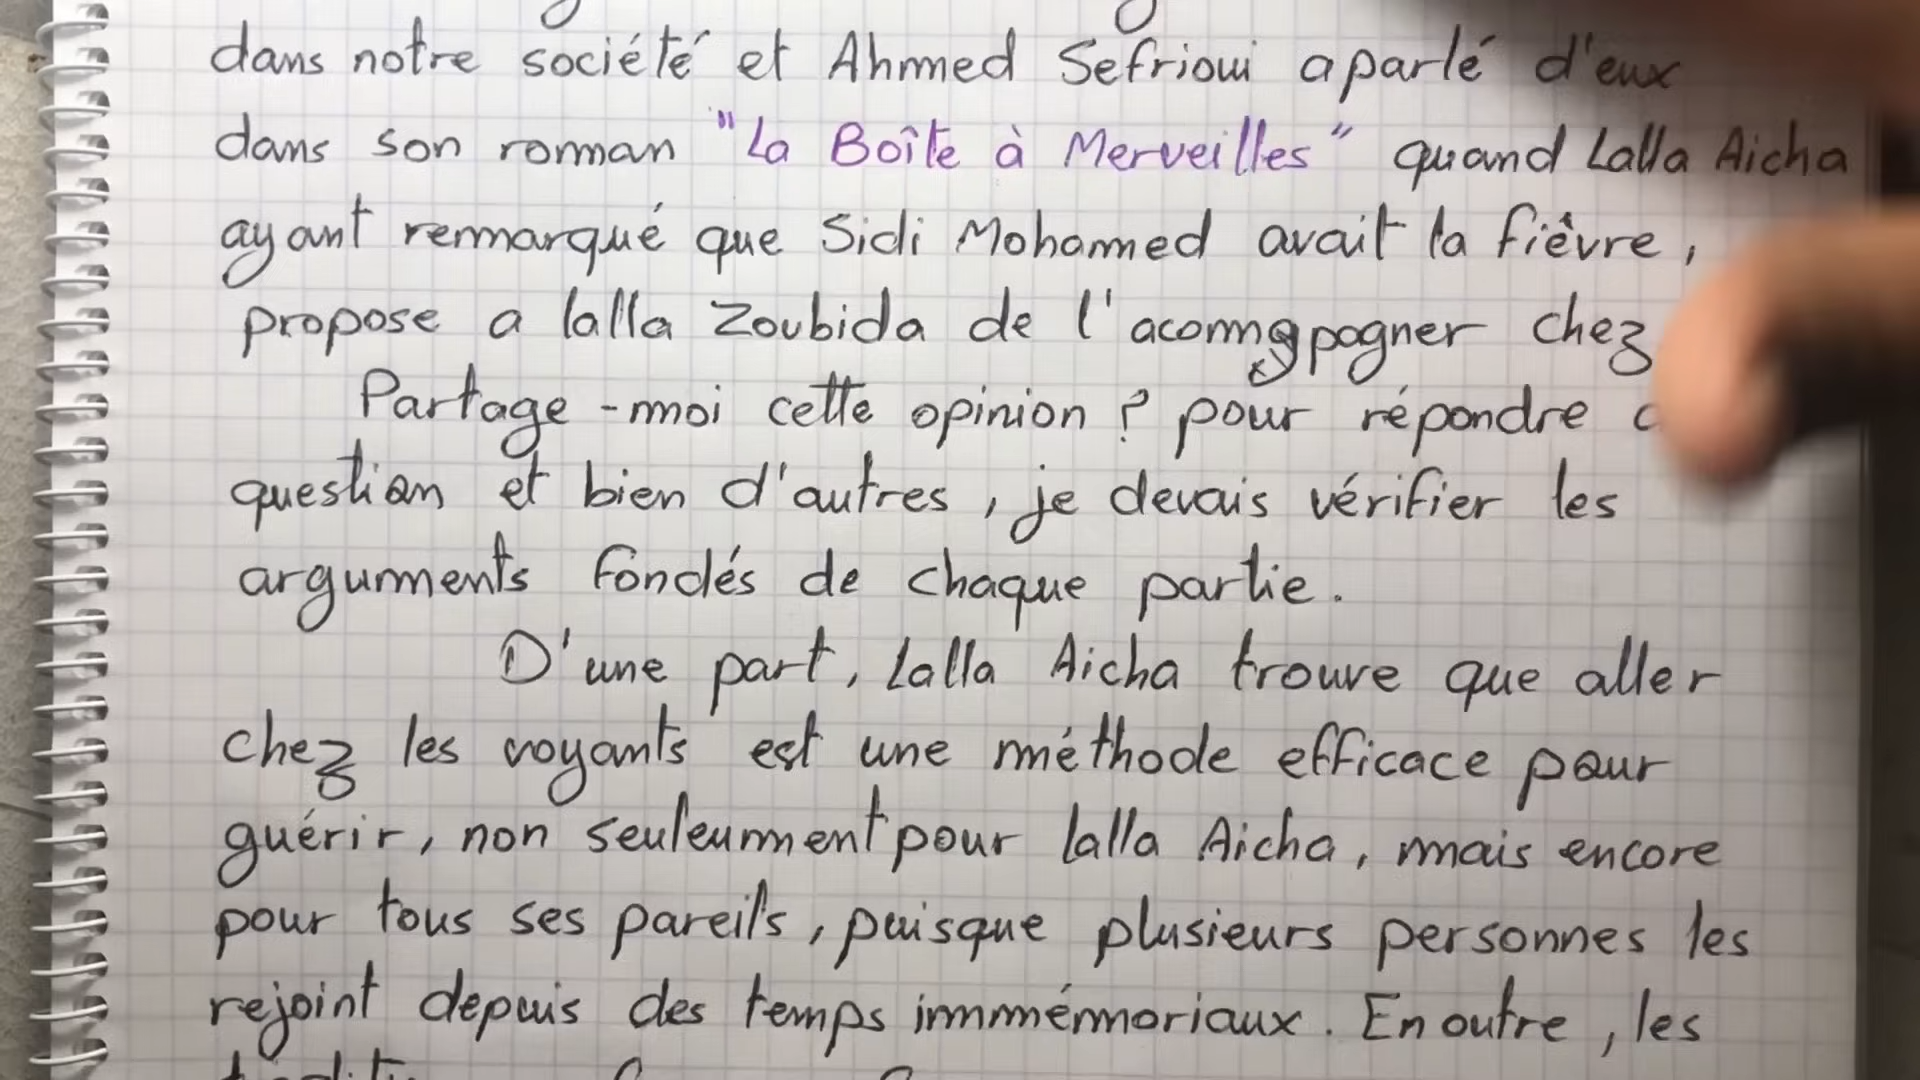 dans notre société et Ahmed Sefrioui a parlé d'eux
dans son roman "La Boîte à Merveilles" quand Lalla Aicha
ayant remarqué que Sidi Mohamed avait la fièvre,
propose a lalla Zoubida de l'acompagner chez
Partage-moi cette opinion ? pour répondre
question et bien d'autres, je devais vérifier les
arguments fondés de chaque partie.
D'une part, Lalla Aicha trouve que aller
chez les voyants est une méthode efficace pour
guérir, non seuleument pour lalla Aicha, mais encore
pour tous ses pareils, puisque plusieurs personnes les
rejoint depuis des temps immémoriaux. En outre, les